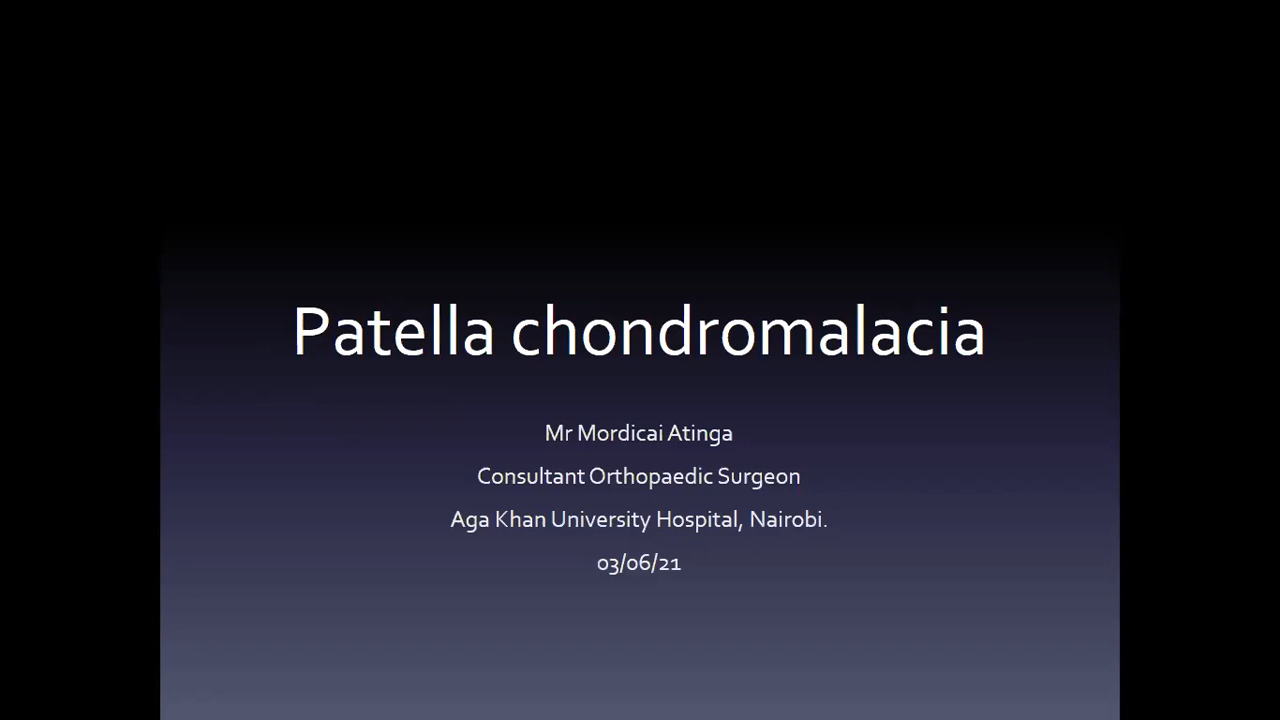 Patella chondromalacia
Mr Mordicai Atinga
Consultant Orthopaedic Surgeon
Aga Khan University Hospital, Nairobi.
03/06/21